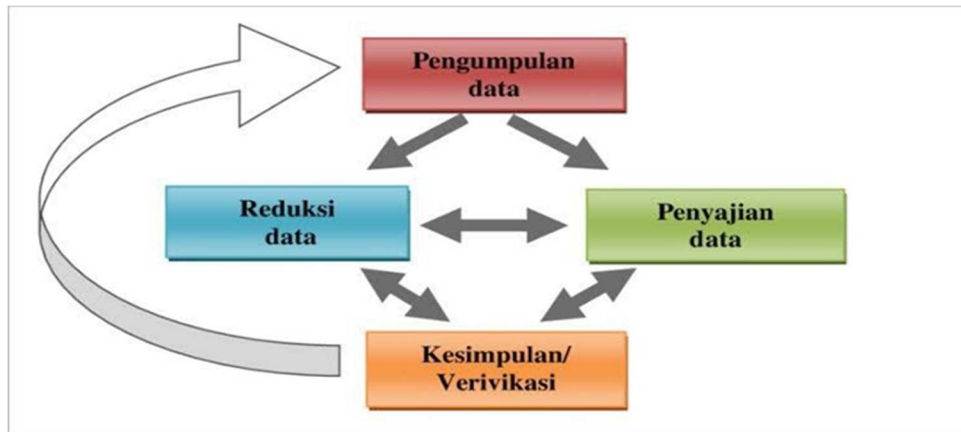 Pengumpulan
data
Reduksi
data
Penyajian
data
Kesimpulan/
Verivikasi